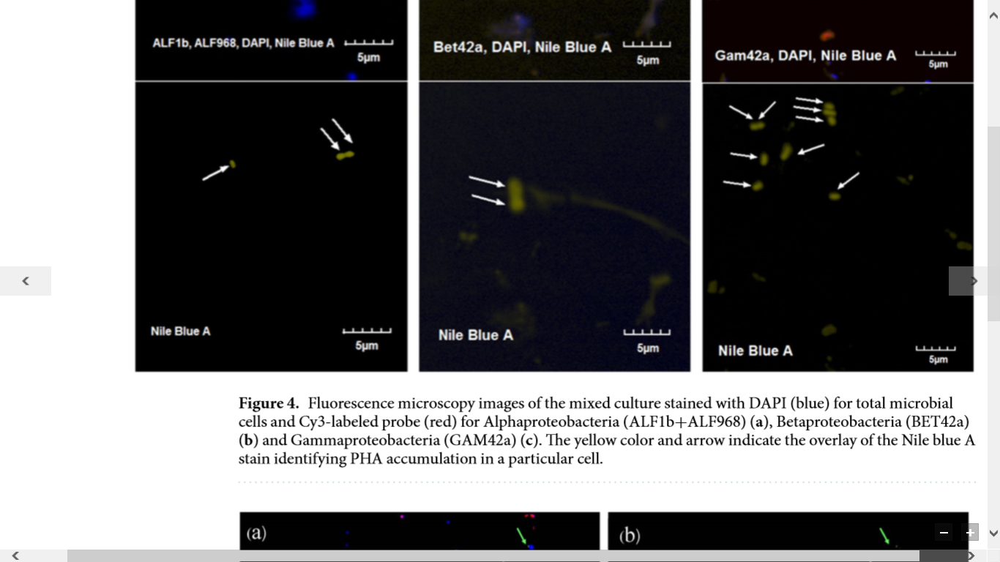 ALF1b, ALF968, DAPI, Nile Blue A
5μm
Bet42a, DAPI, Nile Blue A
5μm
Gam42a, DAPI, Nile Blue A
5μm
Nile Blue A
5μm
Nile Blue A
5μm
Nile Blue A
5μm
Figure 4. Fluorescence microscopy images of the mixed culture stained with DAPI (blue) for total microbial
cells and Cy3-labeled probe (red) for Alphaproteobacteria (ALF1b+ALF968) (a), Betaproteobacteria (BET42a)
(b) and Gammaproteobacteria (GAM42a) (c). The yellow color and arrow indicate the overlay of the Nile blue A
stain identifying PHA accumulation in a particular cell.
(a)
(b)